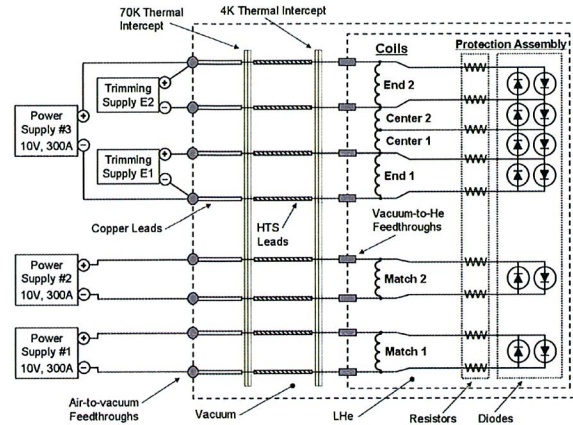 70K Thermal
Intercept
4K Thermal
Intercept
Coils
Protection Assembly
Trimming
Supply E2
+
−
End 2
Center 2
Center 1
End 1
Power
Supply #3
10V, 300A
+
−
Trimming
Supply E1
+
−
Copper Leads
HTS
Leads
Vacuum-to-He
Feedthroughs
Power
Supply #2
10V, 300A
+
−
Match 2
Power
Supply #1
10V, 300A
+
−
Match 1
Air-to-vacuum
Feedthroughs
Vacuum
LHe
Resistors
Diodes